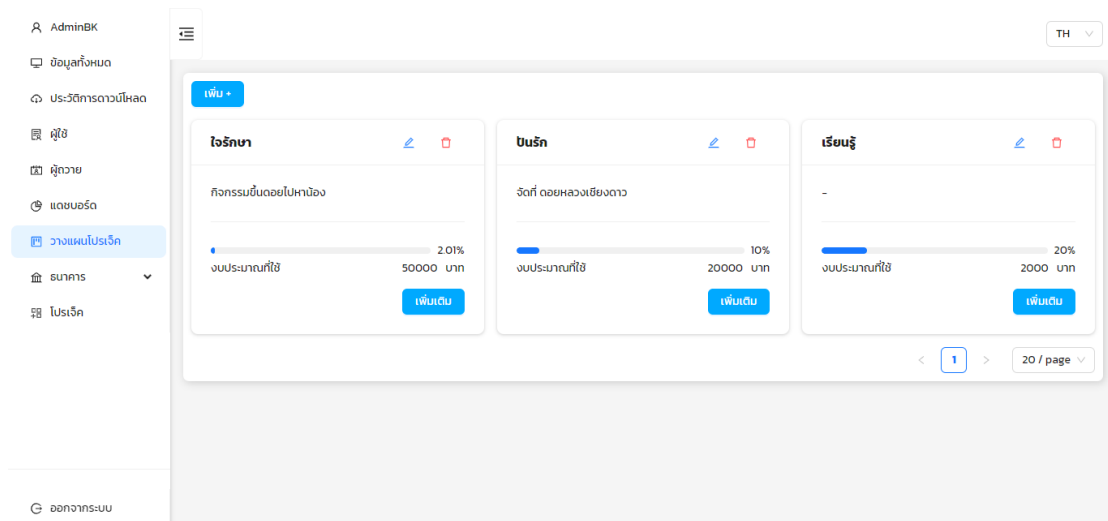 AdminBK
ข้อมูลทั้งหมด
ประวัติการดาวน์โหลด
ผู้ใช้
ผู้ถวาย
แดชบอร์ด
วางแผนโปรเจ็ค
ธนาคาร
โปรเจ็ค
ออกจากระบบ
TH
เพิ่ม +
ใจรักษา
กิจกรรมขึ้นดอยไปหาน้อง
2.01%
งบประมาณที่ใช้ 50000 บาท
เพิ่มเติม
ปันรัก
จัดที่ ดอยหลวงเชียงดาว
10%
งบประมาณที่ใช้ 20000 บาท
เพิ่มเติม
เรียนรู้
-
20%
งบประมาณที่ใช้ 2000 บาท
เพิ่มเติม
< 1 > 20 / page